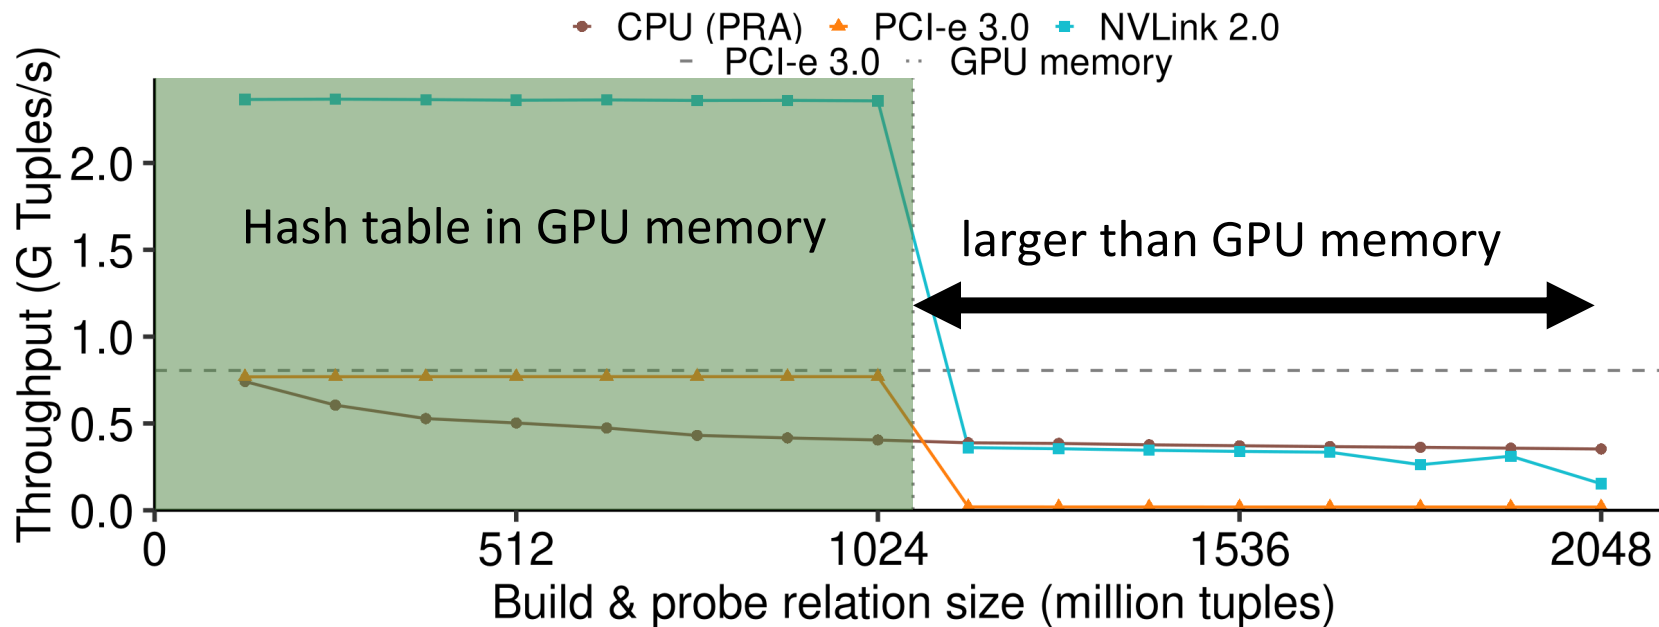 CPU (PRA) PCI-e 3.0 NVLink 2.0
PCI-e 3.0 GPU memory
Throughput (G Tuples/s)
2.0
1.5
1.0
0.5
0.0
Hash table in GPU memory
larger than GPU memory
0 512 1024 1536 2048
Build & probe relation size (million tuples)